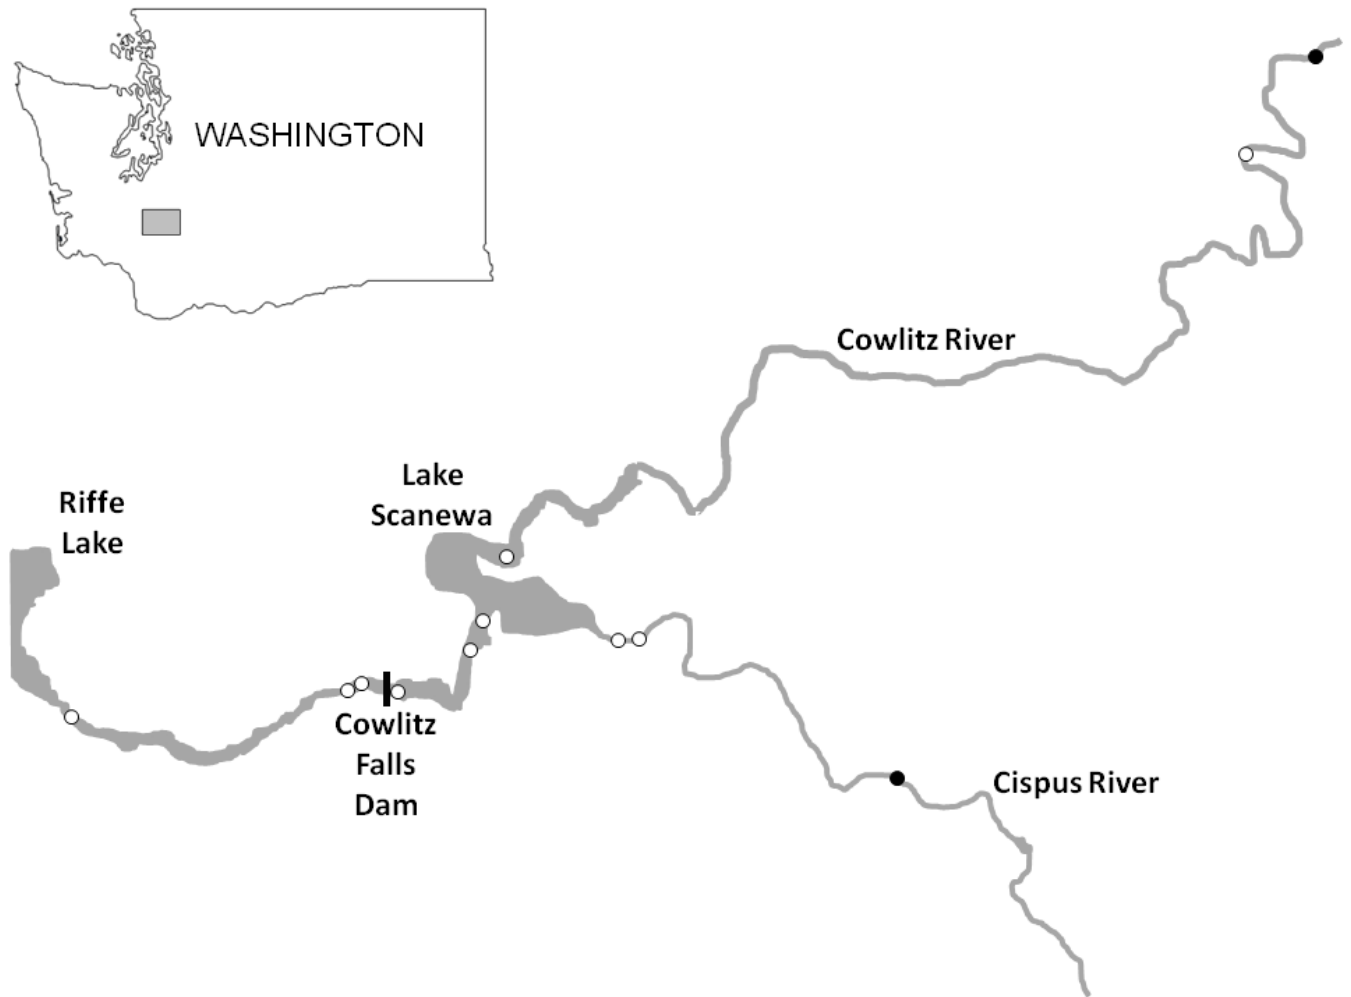 WASHINGTON
Cowlitz River
Lake
Scanewa
Riffe
Lake
Cowlitz
Falls
Dam
Cispus River